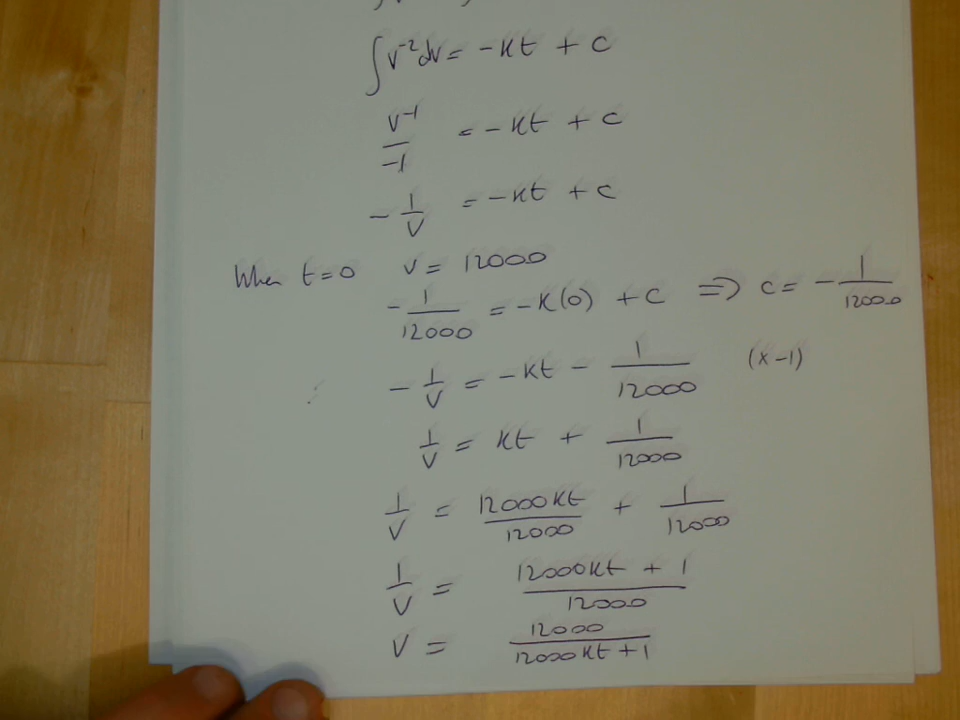 ∫v⁻²dv = -kt + c
v⁻¹/-1 = -kt + c
-1/v = -kt + c
When t=0 v = 12000
-1/12000 = -k(0) + c ⇒ c = -1/12000
-1/v = -kt - 1/12000 (x -1)
1/v = kt + 1/12000
1/v = 12000kt/12000 + 1/12000
1/v = 12000kt + 1/12000
v = 12000/12000kt + 1